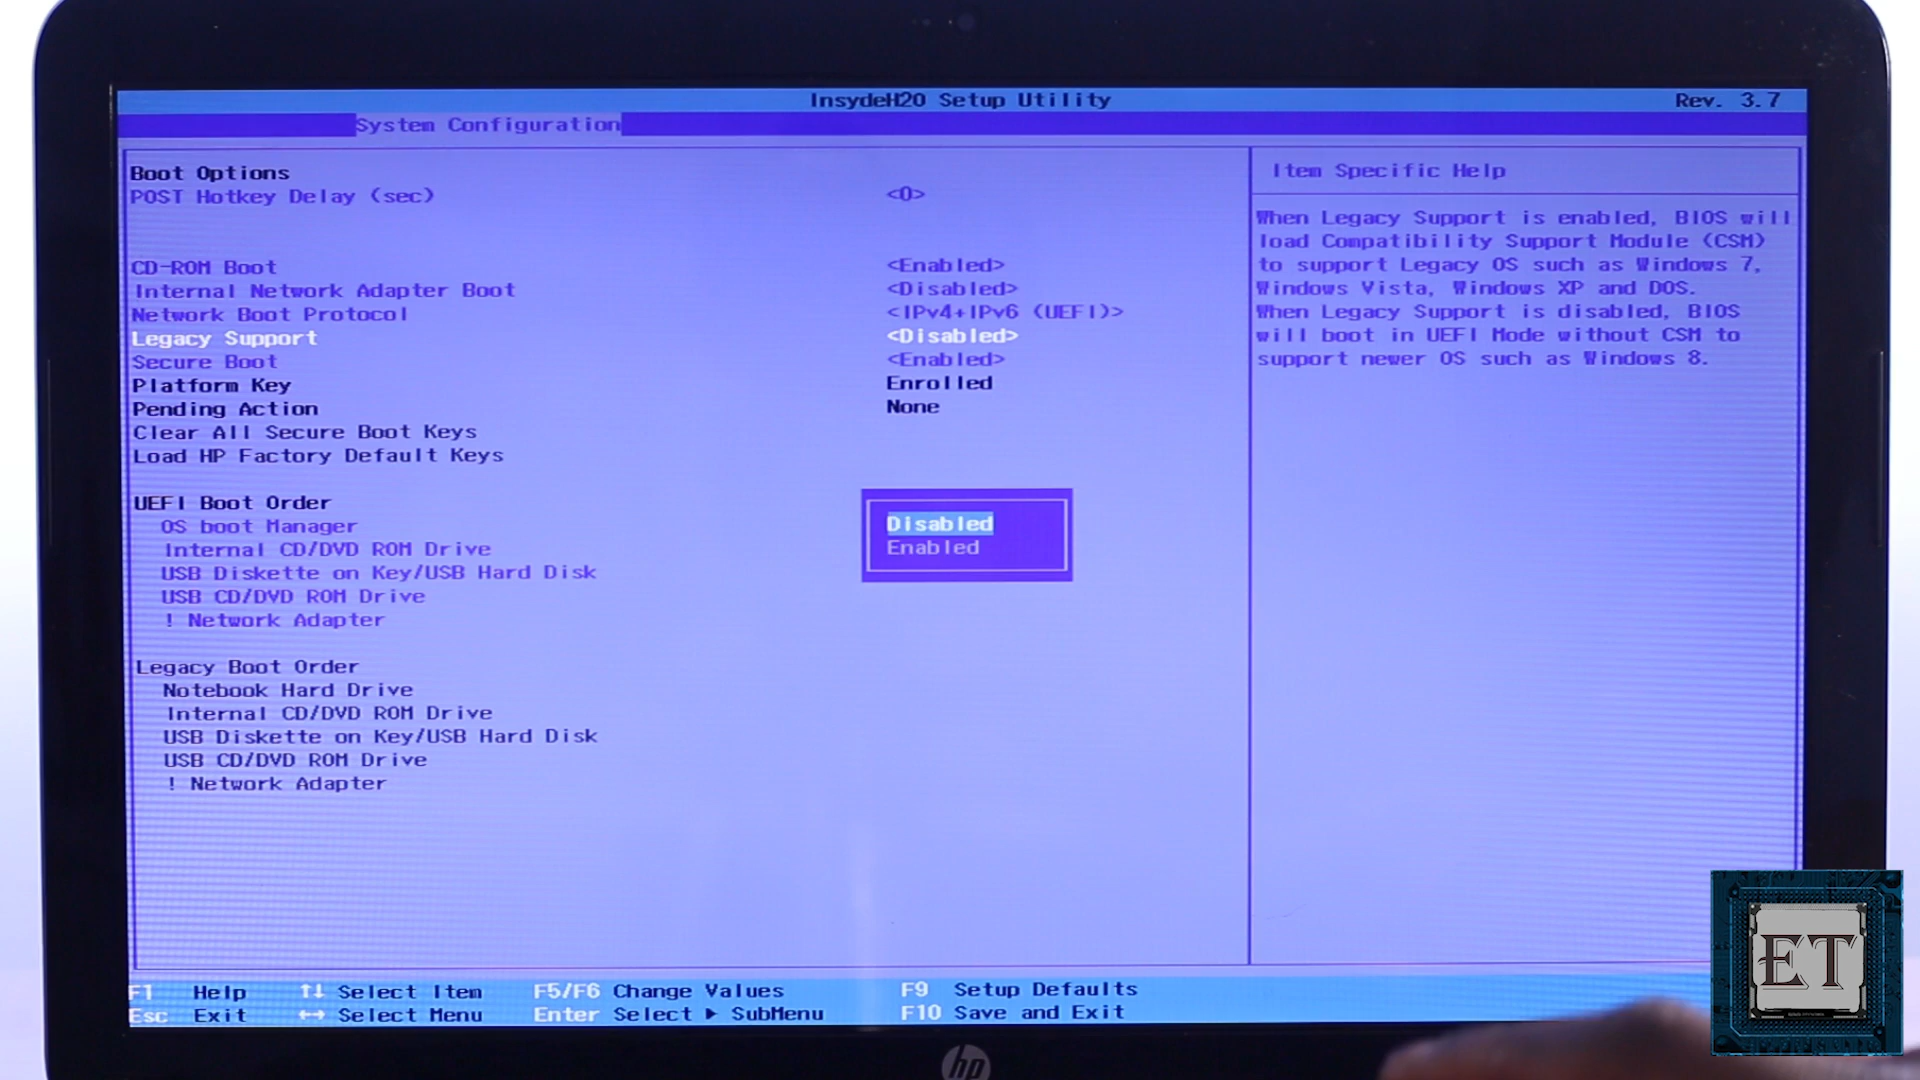 InsydeH20 Setup Utility Rev. 3.7
System Configuration
Boot Options
POST Hotkey Delay (sec) <0>
CD-ROM Boot <Enabled>
Internal Network Adapter Boot <Disabled>
Network Boot Protocol <IPv4+IPv6 (UEFI)>
Legacy Support <Disabled>
Secure Boot <Enabled>
Platform Key Enrolled
Pending Action None
Clear All Secure Boot Keys
Load HP Factory Default Keys
UEFI Boot Order
OS boot Manager
Internal CD/DVD ROM Drive
USB Diskette on Key/USB Hard Disk
USB CD/DVD ROM Drive
! Network Adapter
Legacy Boot Order
Notebook Hard Drive
Internal CD/DVD ROM Drive
USB Diskette on Key/USB Hard Disk
USB CD/DVD ROM Drive
! Network Adapter
Disabled
Enabled
Item Specific Help
When Legacy Support is enabled, BIOS will
load Compatibility Support Module (CSM)
to support Legacy OS such as Windows 7,
Windows Vista, Windows XP and DOS.
When Legacy Support is disabled, BIOS
will boot in UEFI Mode without CSM to
support newer OS such as Windows 8.
F1 Help ↑↓ Select Item F5/F6 Change Values F9 Setup Defaults
Esc Exit ↔ Select Menu Enter Select ▶ SubMenu F10 Save and Exit
hp
ET